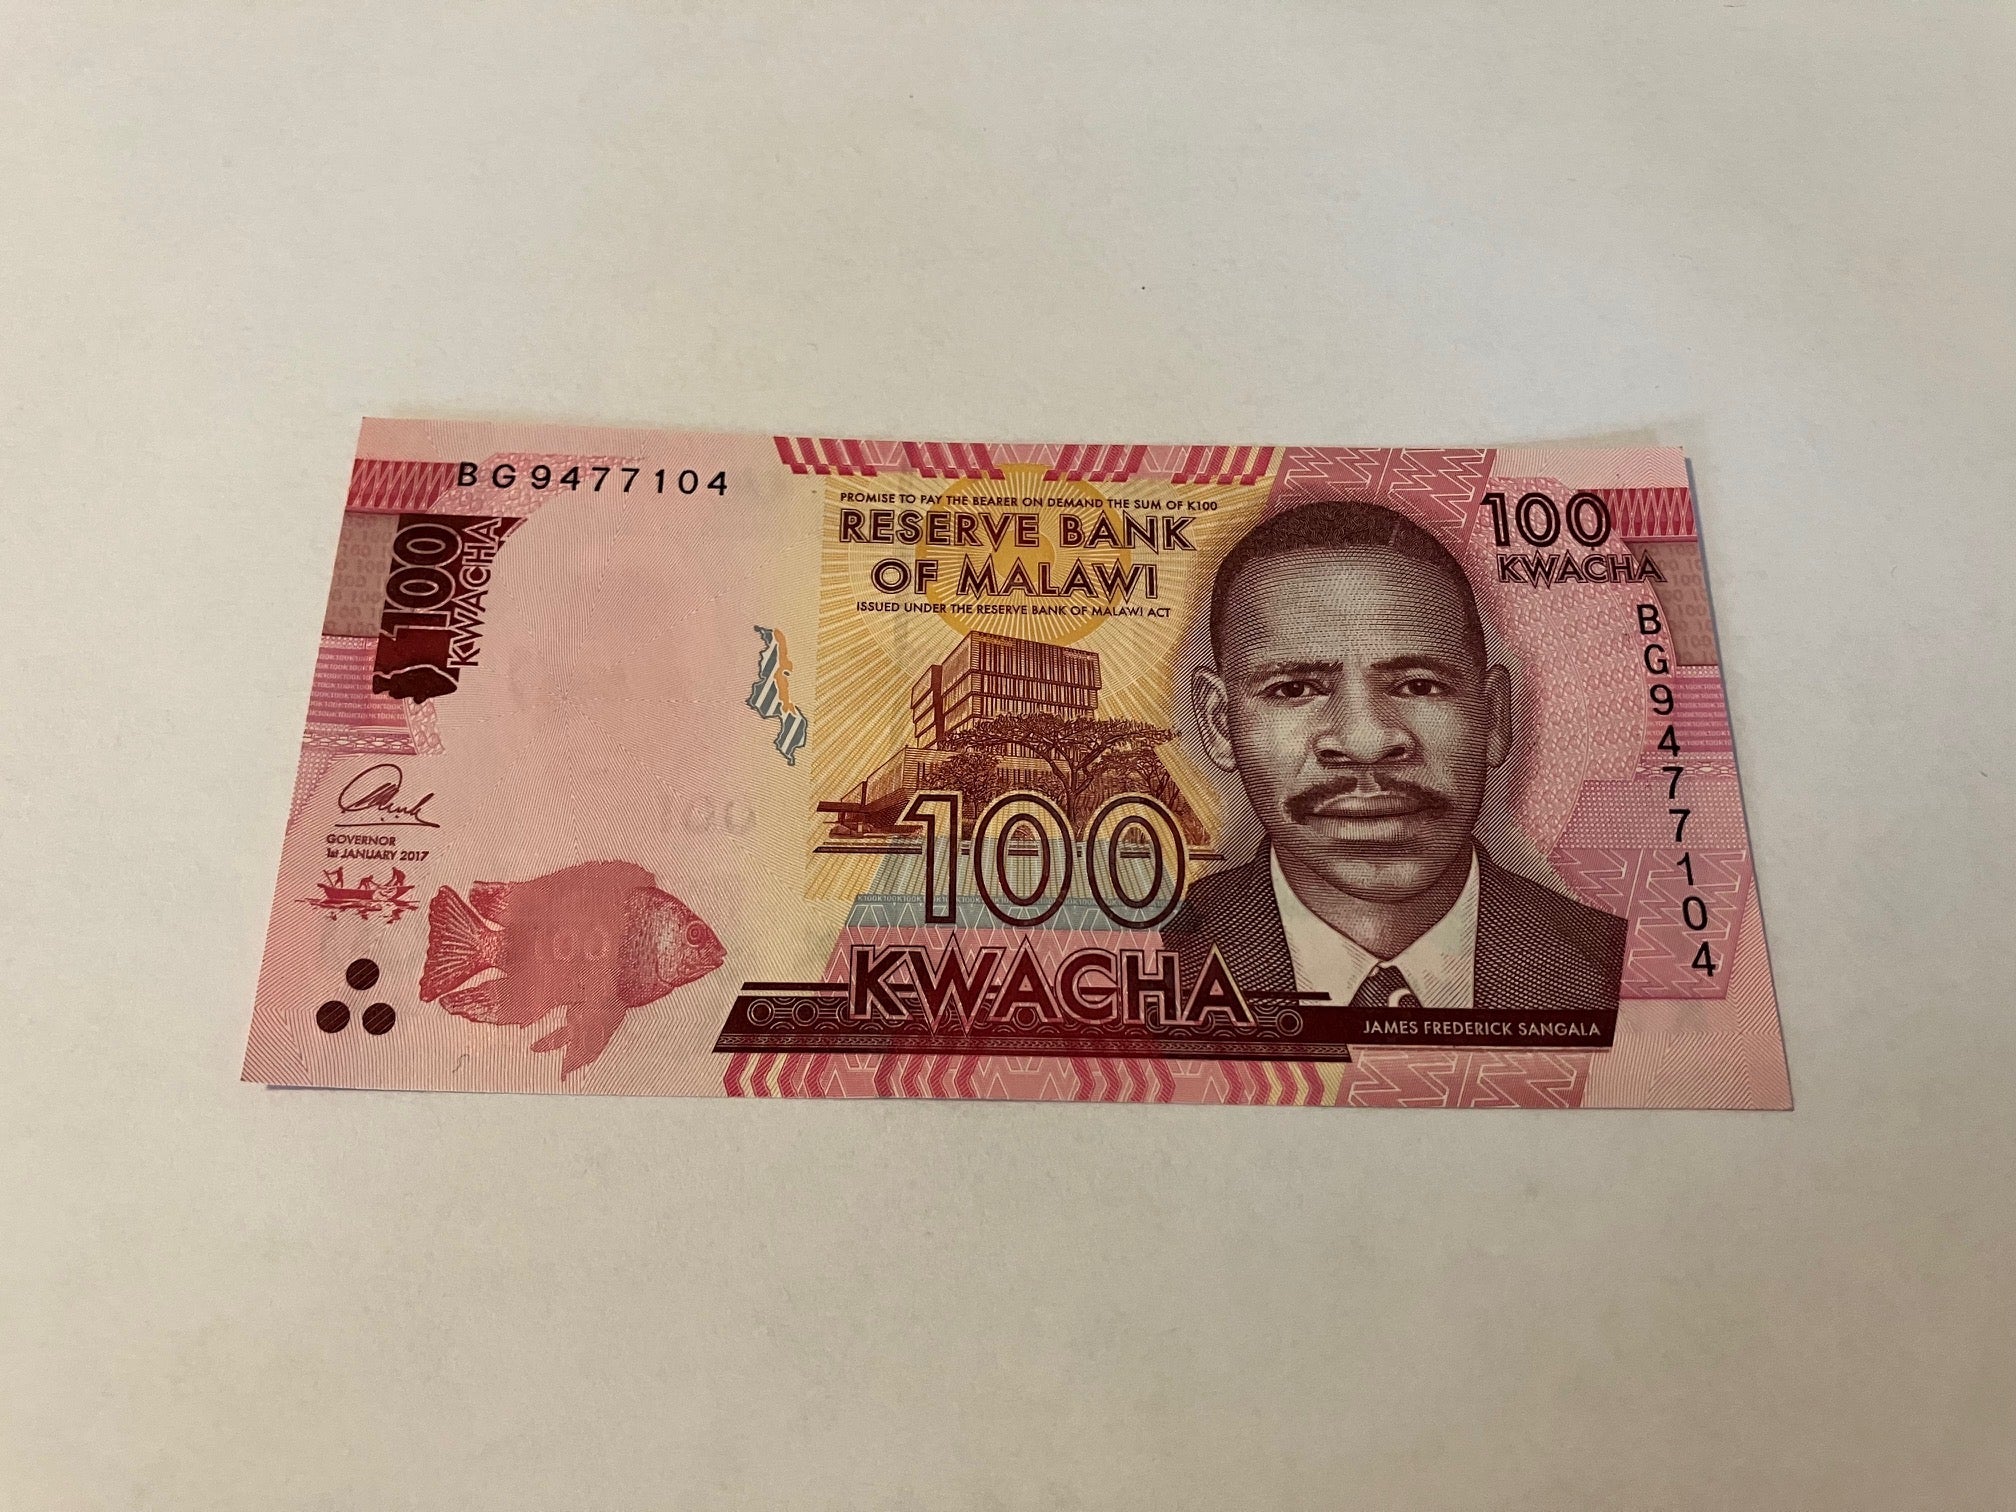 BG9477104
100
KWACHA
PROMISE TO PAY THE BEARER ON DEMAND THE SUM OF K100
RESERVE BANK
OF MALAWI
ISSUED UNDER THE RESERVE BANK OF MALAWI ACT
100
KWACHA
BG9477104
GOVERNOR
1st JANUARY 2017
100
100
KWACHA
JAMES FREDERICK SANGALA